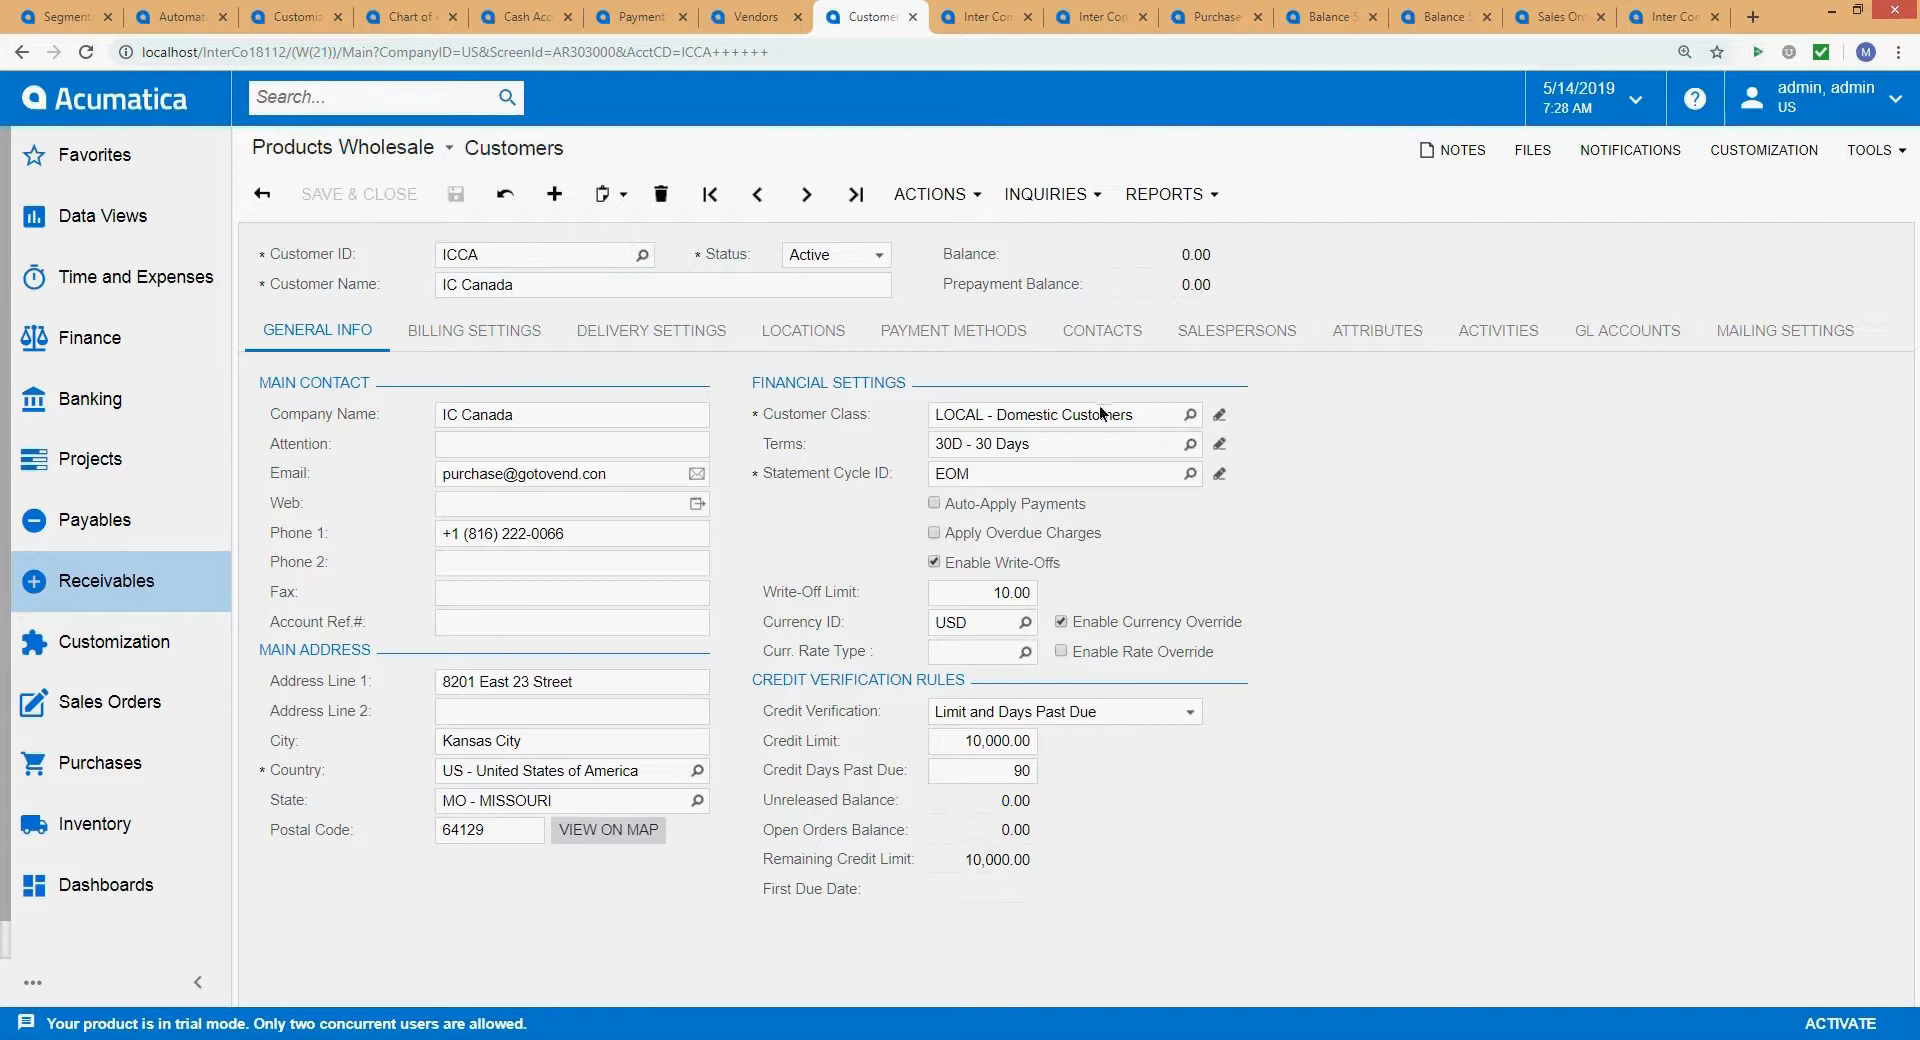 Segment
Automat
Customiz
Chart of
Cash Acc
Payment
Vendors
Custome
Inter Con
Inter Con
Purchase
Balance S
Balance S
Sales Ord
Inter Con
localhost/InterCo18112/(W(21))/Main?CompanyID=US&ScreenId=AR303000&AcctCD=ICCA++++++
M
Acumatica
Search...
5/14/2019
7:28 AM
?
admin, admin
US
Favorites
Data Views
Time and Expenses
Finance
Banking
Projects
Payables
Receivables
Customization
Sales Orders
Purchases
Inventory
Dashboards
Products Wholesale Customers
NOTES FILES NOTIFICATIONS CUSTOMIZATION TOOLS
SAVE & CLOSE ACTIONS INQUIRIES REPORTS
* Customer ID: ICCA * Status: Active Balance: 0.00
* Customer Name: IC Canada Prepayment Balance: 0.00
GENERAL INFO BILLING SETTINGS DELIVERY SETTINGS LOCATIONS PAYMENT METHODS CONTACTS SALESPERSONS ATTRIBUTES ACTIVITIES GL ACCOUNTS MAILING SETTINGS
MAIN CONTACT
Company Name: IC Canada
Attention:
Email: purchase@gotovend.con
Web:
Phone 1: +1 (816) 222-0066
Phone 2:
Fax:
Account Ref.#:
MAIN ADDRESS
Address Line 1: 8201 East 23 Street
Address Line 2:
City: Kansas City
* Country: US - United States of America
State: MO - MISSOURI
Postal Code: 64129 VIEW ON MAP
FINANCIAL SETTINGS
* Customer Class: LOCAL - Domestic Customers
Terms: 30D - 30 Days
* Statement Cycle ID: EOM
Auto-Apply Payments
Apply Overdue Charges
Enable Write-Offs
Write-Off Limit: 10.00
Currency ID: USD Enable Currency Override
Curr. Rate Type : Enable Rate Override
CREDIT VERIFICATION RULES
Credit Verification: Limit and Days Past Due
Credit Limit: 10,000.00
Credit Days Past Due: 90
Unreleased Balance: 0.00
Open Orders Balance: 0.00
Remaining Credit Limit: 10,000.00
First Due Date:
Your product is in trial mode. Only two concurrent users are allowed. ACTIVATE